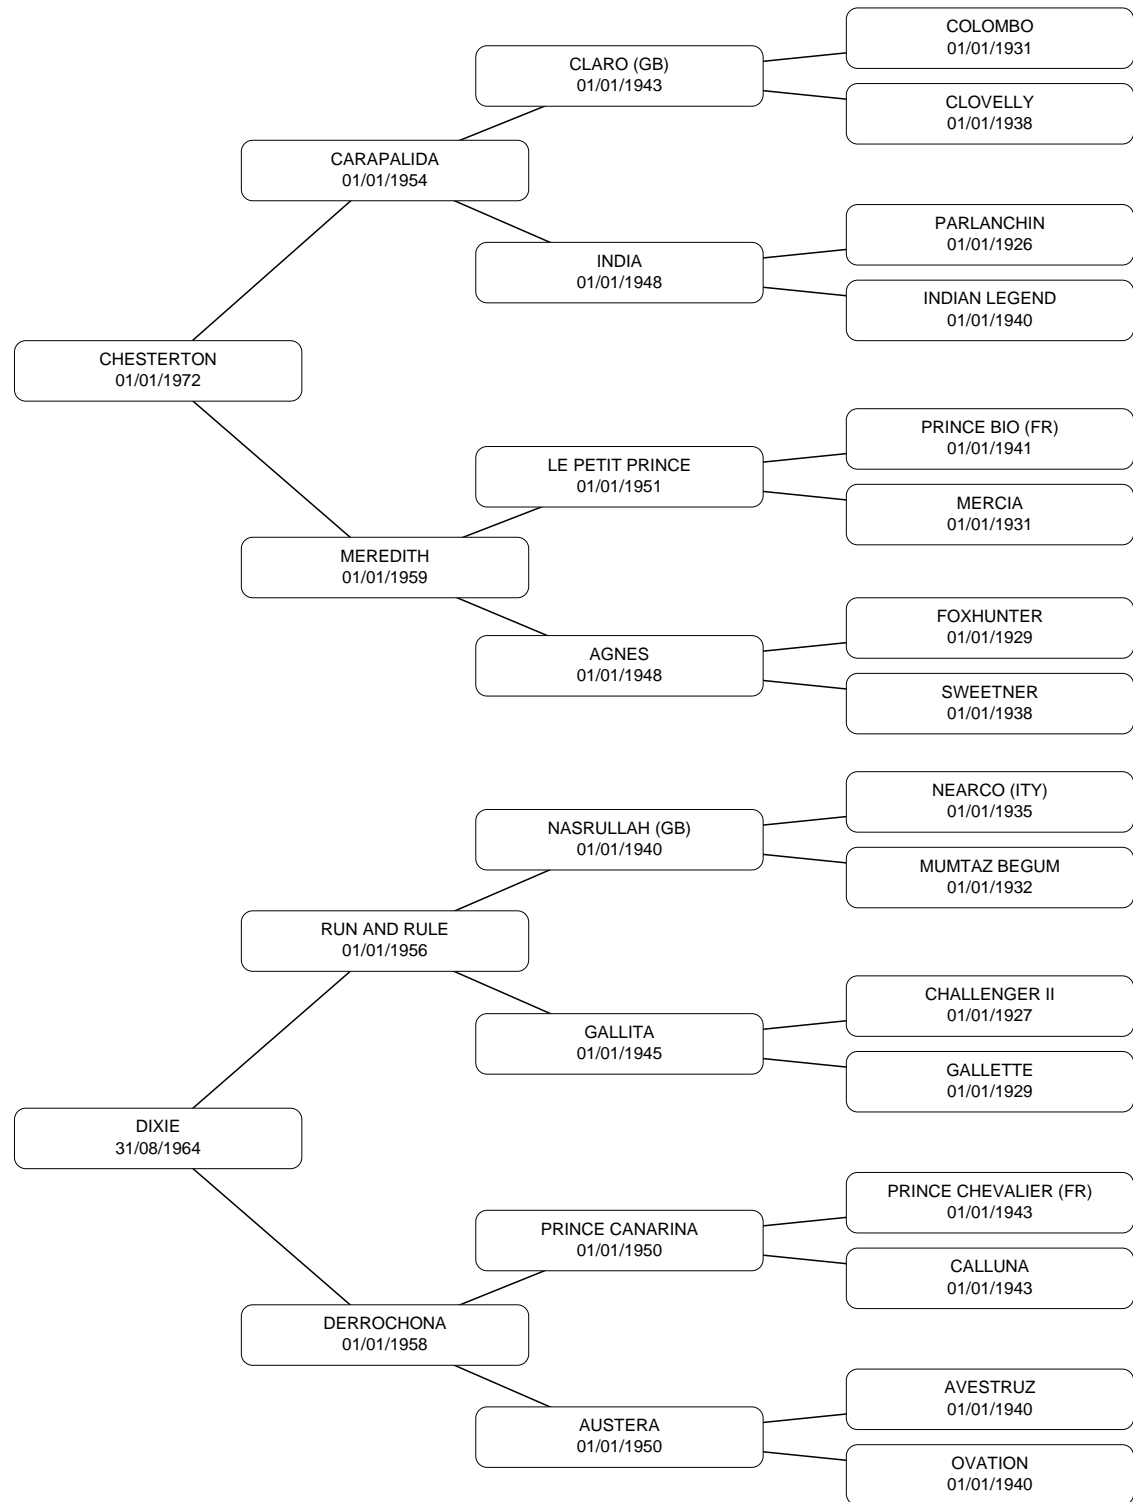 COLOMBO
01/01/1931
CLARO (GB)
01/01/1943
CLOVELLY
01/01/1938
CARAPALIDA
01/01/1954
PARLANCHIN
01/01/1926
INDIA
01/01/1948
INDIAN LEGEND
01/01/1940
CHESTERTON
01/01/1972
PRINCE BIO (FR)
01/01/1941
LE PETIT PRINCE
01/01/1951
MERCIA
01/01/1931
MEREDITH
01/01/1959
FOXHUNTER
01/01/1929
AGNES
01/01/1948
SWEETNER
01/01/1938
NEARCO (ITY)
01/01/1935
NASRULLAH (GB)
01/01/1940
MUMTAZ BEGUM
01/01/1932
RUN AND RULE
01/01/1956
CHALLENGER II
01/01/1927
GALLITA
01/01/1945
GALLETTE
01/01/1929
DIXIE
31/08/1964
PRINCE CHEVALIER (FR)
01/01/1943
PRINCE CANARINA
01/01/1950
CALLUNA
01/01/1943
DERROCHONA
01/01/1958
AVESTRUZ
01/01/1940
AUSTERA
01/01/1950
OVATION
01/01/1940